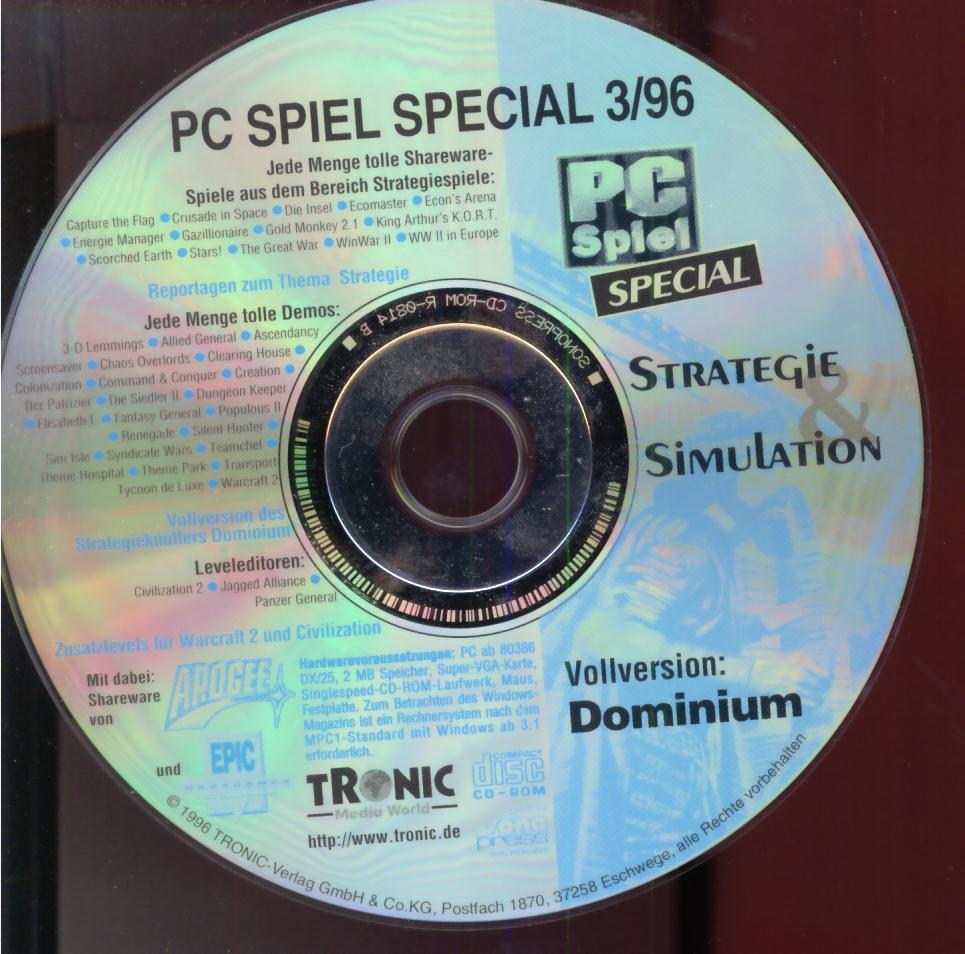 PC SPIEL SPECIAL 3/96
Jede Menge tolle Shareware-
Spiele aus dem Bereich Strategiespiele:
Capture the Flag ● Crusade in Space ● Die Insel ● Ecomaster ● Econ's Arena
● Energie Manager ● Gazillionaire ● Gold Monkey 2.1 ● King Arthur's K.O.R.T.
● Scorched Earth ● Stars! ● The Great War ● WinWar II ● WW II in Europe
Reportagen zum Thema Strategie
Jede Menge tolle Demos:
3-D Lemmings ● Allied General ● Ascendancy
Screensaver ● Chaos Overlords ● Clearing House ●
Colonization ● Command & Conquer ● Creation ●
Der Patrizier ● Die Siedler II ● Dungeon Keeper
● Elisabeth I. ● Fantasy General ● Populous II
● Renegade ● Silent Hunter ●
Sim Isle ● Syndicate Wars ● Teamchef ●
Theme Hospital ● Theme Park ● Transport
Tycoon de Luxe ● Warcraft 2
Vollversion des
Strategieknüllers Dominium
Leveleditoren:
Civilization 2 ● Jagged Alliance ●
Panzer General
Zusatzlevels für Warcraft 2 und Civilization
Mit dabei:
Shareware
von
APOGEE
und
EPIC
Hardwarevoraussetzungen: PC ab 80386
DX/25, 2 MB Speicher, Super-VGA-Karte,
Singlespeed-CD-ROM-Laufwerk, Maus,
Festplatte. Zum Betrachten des Windows-
Magazins ist ein Rechnersystem nach dem
MPC1-Standard mit Windows ab 3.1
erforderlich.
TRONIC
Media World
http://www.tronic.de
COMPACT
disc
CD-ROM
sono
press
PC
Spiel
SPECIAL
STRATEGiE
&
SiMULATiON
Vollversion:
Dominium
SONOPRESS CD-ROM R-0814 B
© 1996 TRONIC-Verlag GmbH & Co.KG, Postfach 1870, 37258 Eschwege, alle Rechte vorbehalten